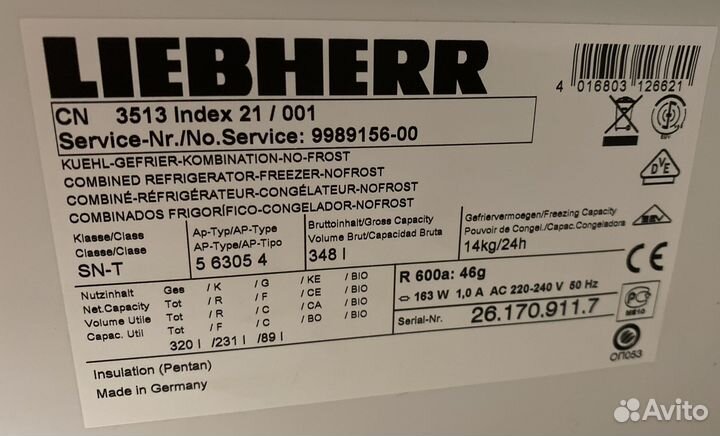 LIEBHERR
4 016803 126621
CN 3513 Index 21 / 001
Service-Nr./No.Service: 9989156-00
KUEHL-GEFRIER-KOMBINATION-NO-FROST
COMBINED REFRIGERATOR-FREEZER-NOFROST
COMBINÉ-RÉFRIGÉRATEUR-CONGÉLATEUR-NOFROST
COMBINADOS FRIGORÍFICO-CONGELADOR-NOFROST
Klasse/Class
Classe/Clase
SN-T
Ap-Typ/AP-Type
AP-Type/AP-Tipo
5 6305 4
Bruttoinhalt/Gross Capacity
Volume Brut/Capacidad Bruta
348 l
Gefriervermoegen/Freezing Capacity
Pouvoir de Congel./Capac.Congeladora
14kg/24h
Nutzinhalt Ges / K / G / KE / BIO
Net.Capacity Tot / R / F / CE / BIO
Volume Utile Tot / R / C / CA / BIO
Capac. Util Tot / F / C / BO / BIO
320 l /231 l /89 l
R 600a: 46g
163 W 1,0 A AC 220-240 V 50 Hz
Serial-Nr. 26.170.911.7
DVE
CE
РС
МЕ10
ОП053
Insulation (Pentan)
Made in Germany
Avito